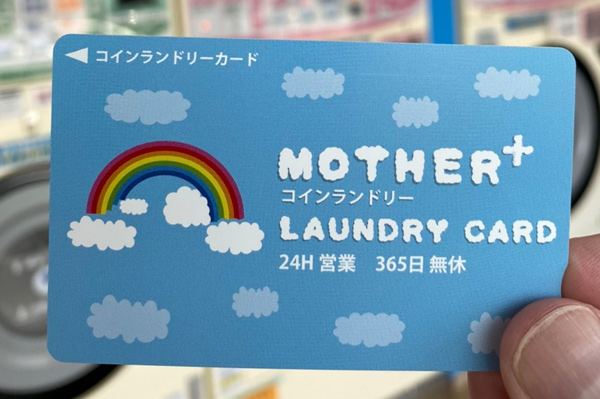 ◀ コインランドリーカード
MOTHER+
コインランドリー
LAUNDRY CARD
24H 営業　365日 無休